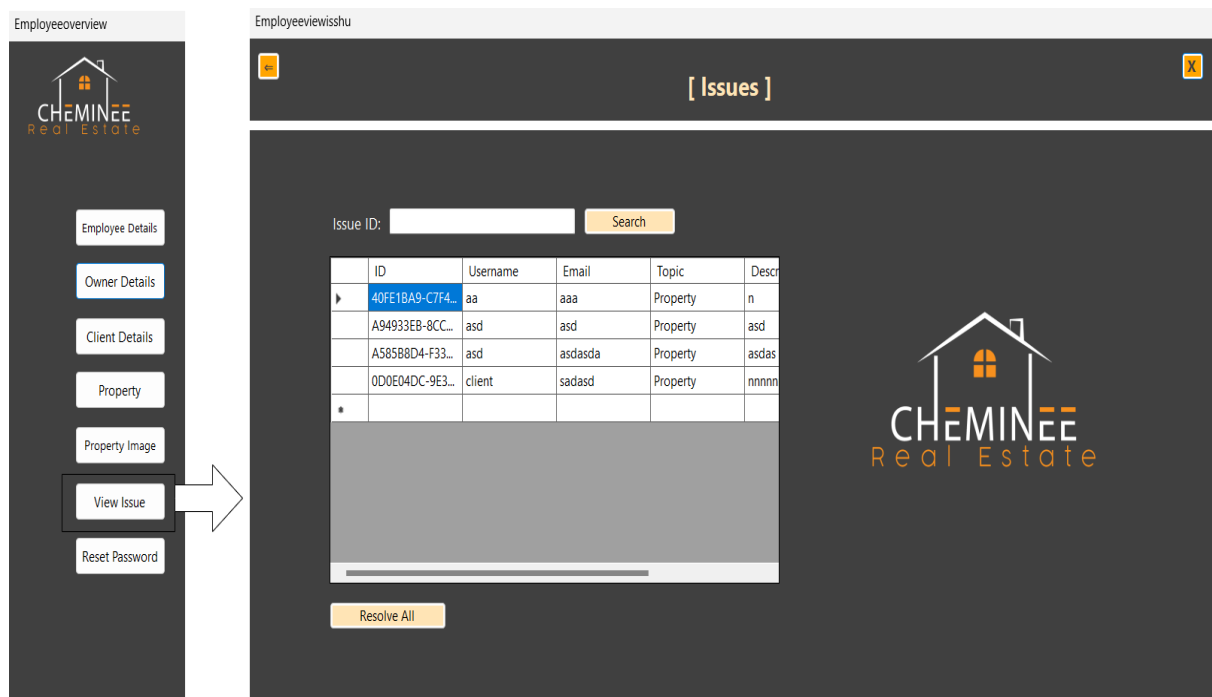 Employeeoverview
CHEMINEE
Real Estate
Employee Details
Owner Details
Client Details
Property
Property Image
View Issue
Reset Password
Employeeviewisshu
⇐
[ Issues ]
X
Issue ID:
Search
ID Username Email Topic Descr
40FE1BA9-C7F4... aa aaa Property n
A94933EB-8CC... asd asd Property asd
A585B8D4-F33... asd asdasda Property asdas
0D0E04DC-9E3... client sadasd Property nnnnn
Resolve All
CHEMINEE
Real Estate